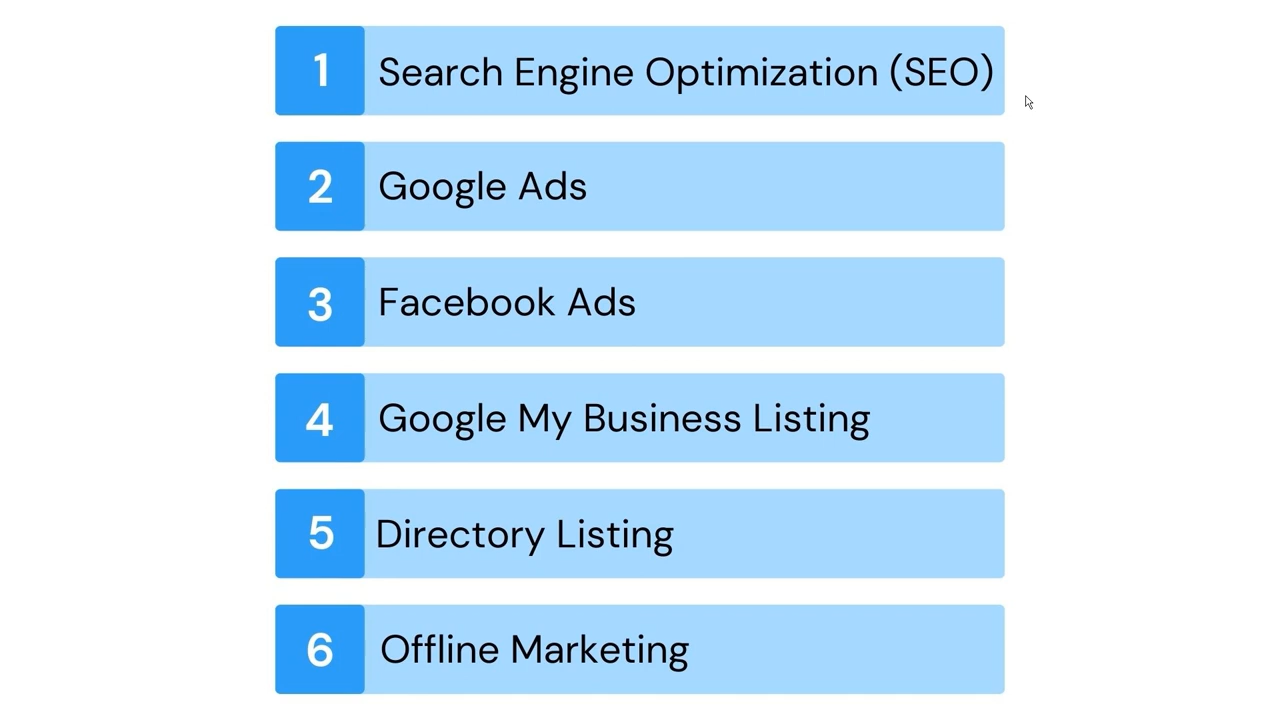 1 Search Engine Optimization (SEO)
2 Google Ads
3 Facebook Ads
4 Google My Business Listing
5 Directory Listing
6 Offline Marketing